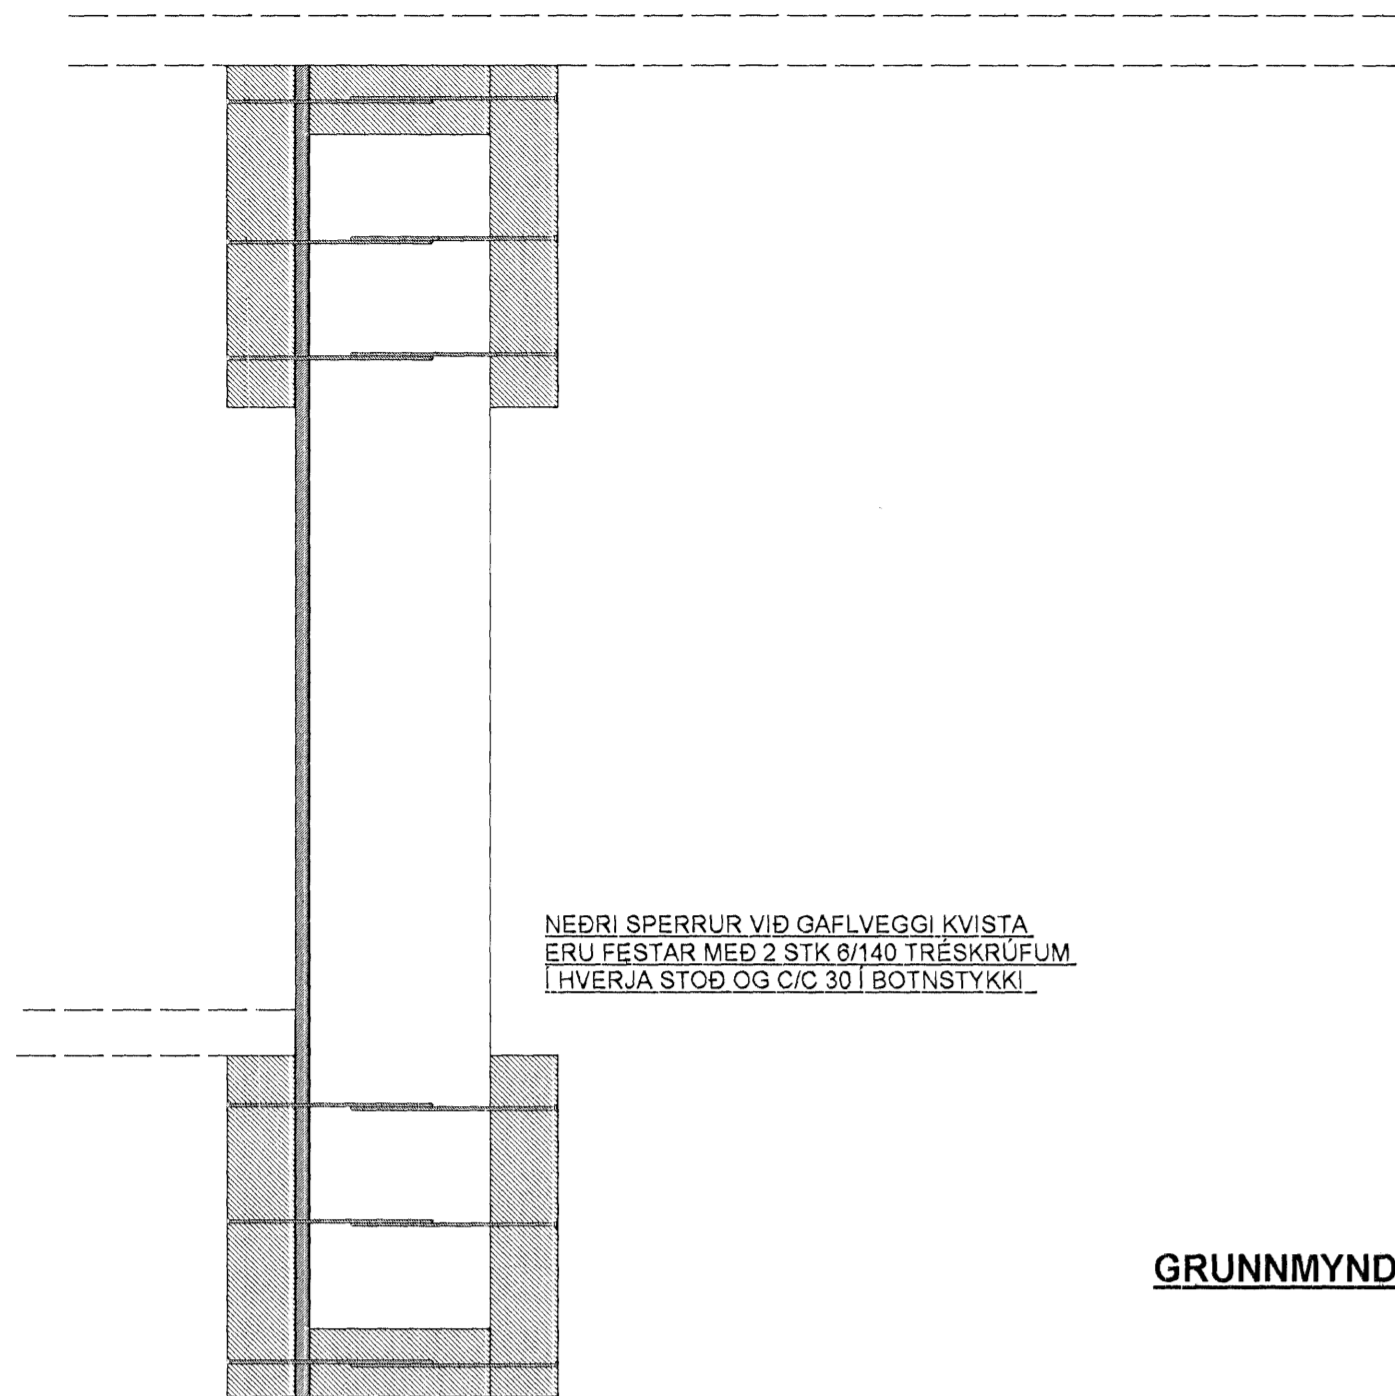 NEÐRI SPERRUR VIÐ GAFLVEGGI KVISTA
ERU FESTAR MEÐ 2 STK 6/140 TRÉSKRÚFUM
Í HVERJA STOÐ OG C/C 30 Í BOTNSTYKKI
GRUNNMYND